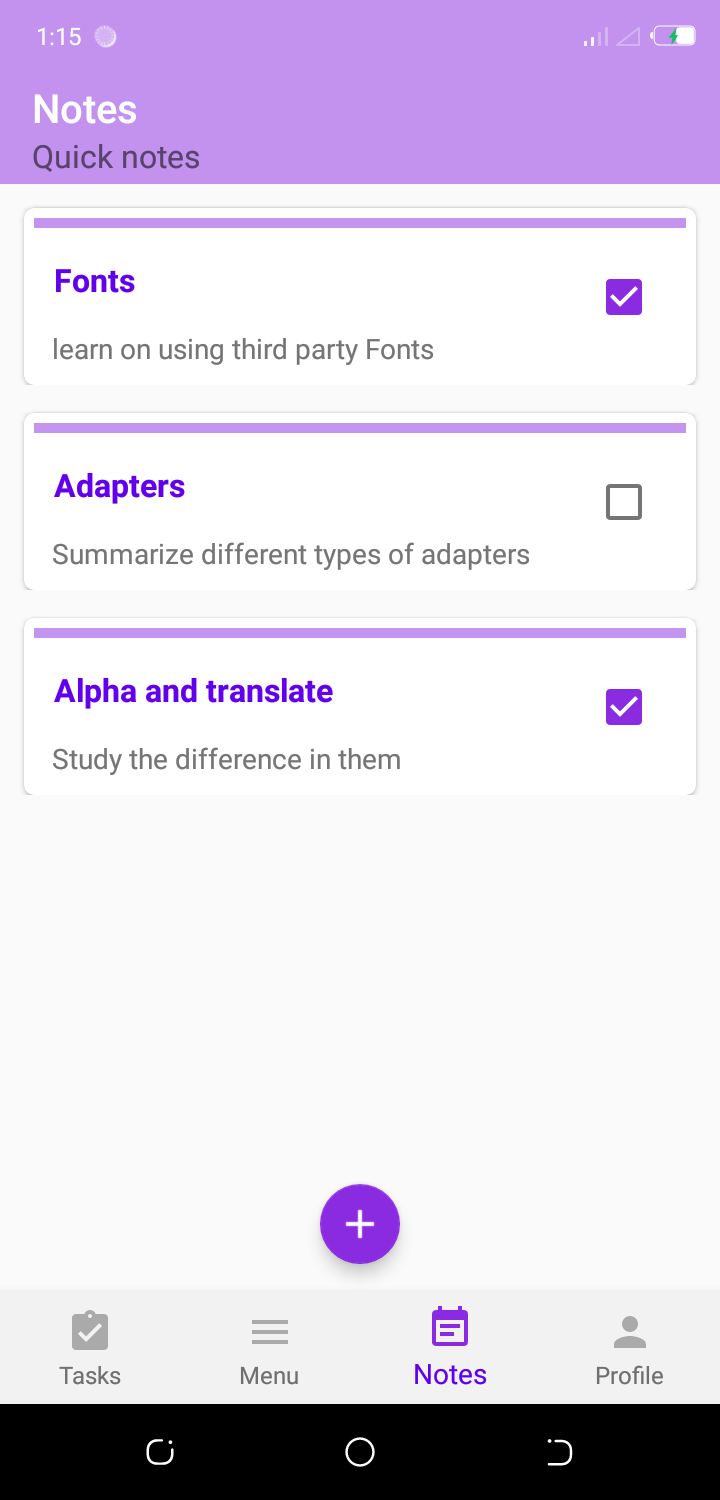 1:15
Notes
Quick notes
Fonts
learn on using third party Fonts
Adapters
Summarize different types of adapters
Alpha and translate
Study the difference in them
Tasks
Menu
Notes
Profile